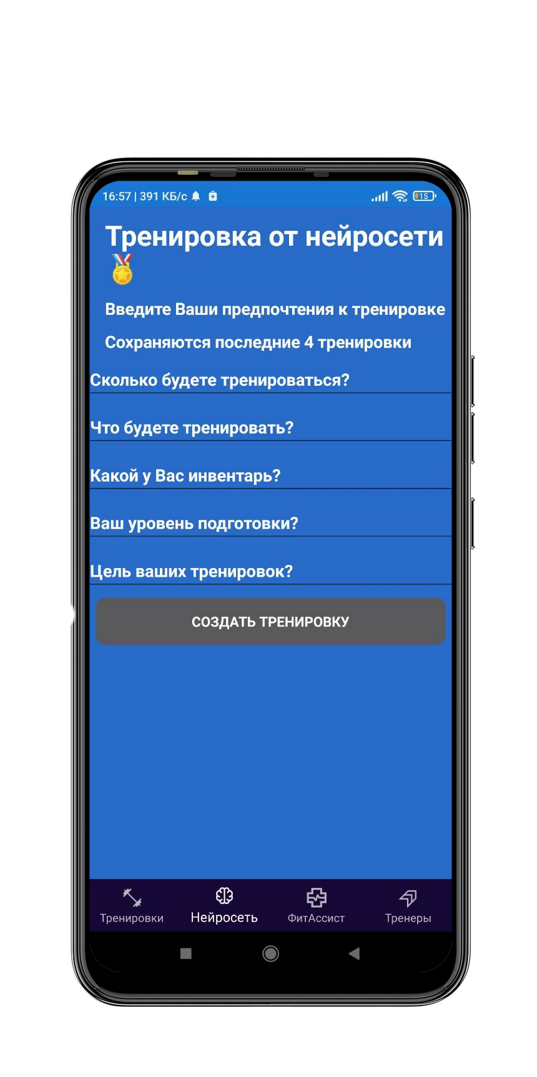 16:57 | 391 КБ/с
15
Тренировка от нейросети
Введите Ваши предпочтения к тренировке
Сохраняются последние 4 тренировки
Сколько будете тренироваться?
Что будете тренировать?
Какой у Вас инвентарь?
Ваш уровень подготовки?
Цель ваших тренировок?
СОЗДАТЬ ТРЕНИРОВКУ
Тренировки Нейросеть ФитАссист Тренеры